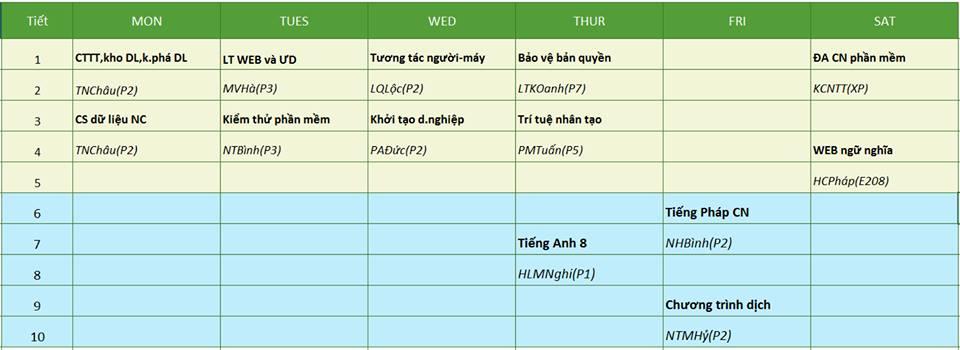 Tiết MON TUES WED THUR FRI SAT
1 CTTT,kho DL,k.phá DL LT WEB và ƯD Tương tác người-máy Bảo vệ bản quyền ĐA CN phần mềm
2 TNChâu(P2) MVHà(P3) LQLộc(P2) LTKOanh(P7) KCNTT(XP)
3 CS dữ liệu NC Kiểm thử phần mềm Khởi tạo d.nghiệp Trí tuệ nhân tạo
4 TNChâu(P2) NTBình(P3) PAĐức(P2) PMTuấn(P5) WEB ngữ nghĩa
5 HCPháp(E208)
6 Tiếng Pháp CN
7 Tiếng Anh 8 NHBình(P2)
8 HLMNghi(P1)
9 Chương trình dịch
10 NTMHỷ(P2)